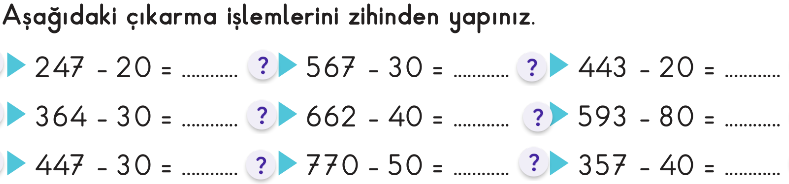 Aşağıdaki çıkarma işlemlerini zihinden yapınız.
247 - 20 = .............. ? 567 - 30 = .............. ? 443 - 20 = ..............
364 - 30 = .............. ? 662 - 40 = .............. ? 593 - 80 = ..............
447 - 30 = .............. ? 770 - 50 = .............. ? 357 - 40 = ..............